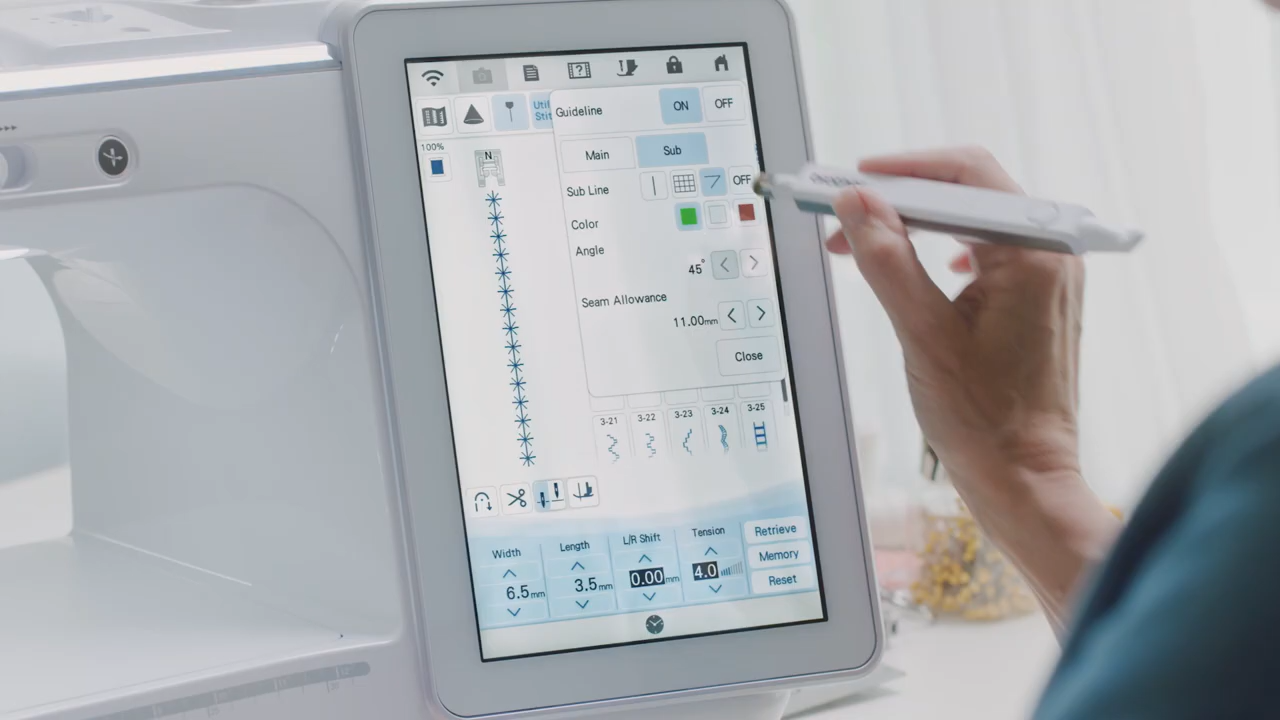 Guideline ON OFF
Utili
Stit
100%
N
Main Sub
Sub Line OFF
Color
Angle
45°
Seam Allowance
11.00mm
Close
3-21 3-22 3-23 3-24 3-25
Width Length L/R Shift Tension
6.5mm 3.5mm 0.00mm 4.0
Retrieve
Memory
Reset